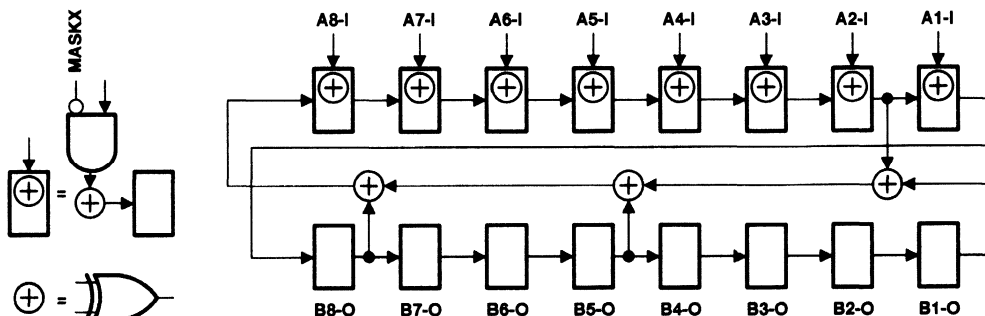 MASKX
A8-I A7-I A6-I A5-I A4-I A3-I A2-I A1-I
=
=
B8-O B7-O B6-O B5-O B4-O B3-O B2-O B1-O